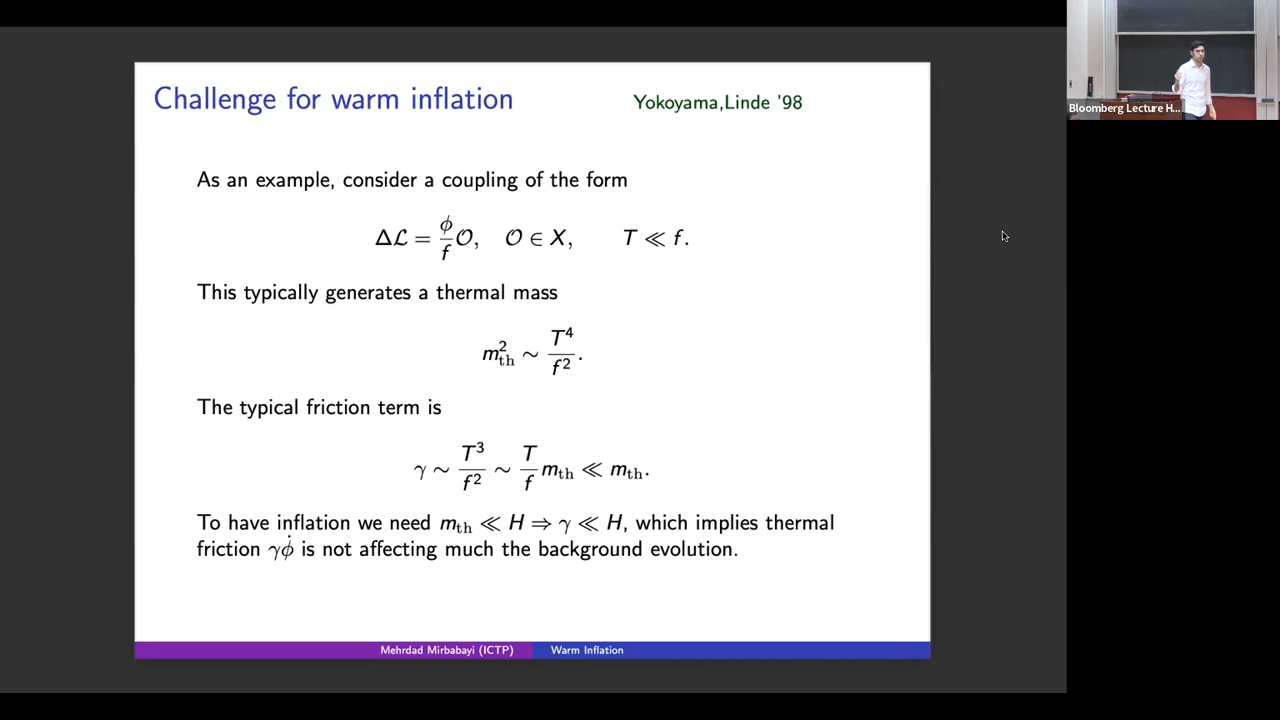 Challenge for warm inflation
Yokoyama,Linde '98
As an example, consider a coupling of the form
Δℒ = ϕ/f 𝒪, 𝒪 ∈ X, T ≪ f.
This typically generates a thermal mass
m²_th ∼ T⁴/f².
The typical friction term is
γ ∼ T³/f² ∼ T/f m_th ≪ m_th.
To have inflation we need m_th ≪ H ⇒ γ ≪ H, which implies thermal
friction γϕ̇ is not affecting much the background evolution.
Mehrdad Mirbabayi (ICTP)
Warm Inflation
Bloomberg Lecture H...